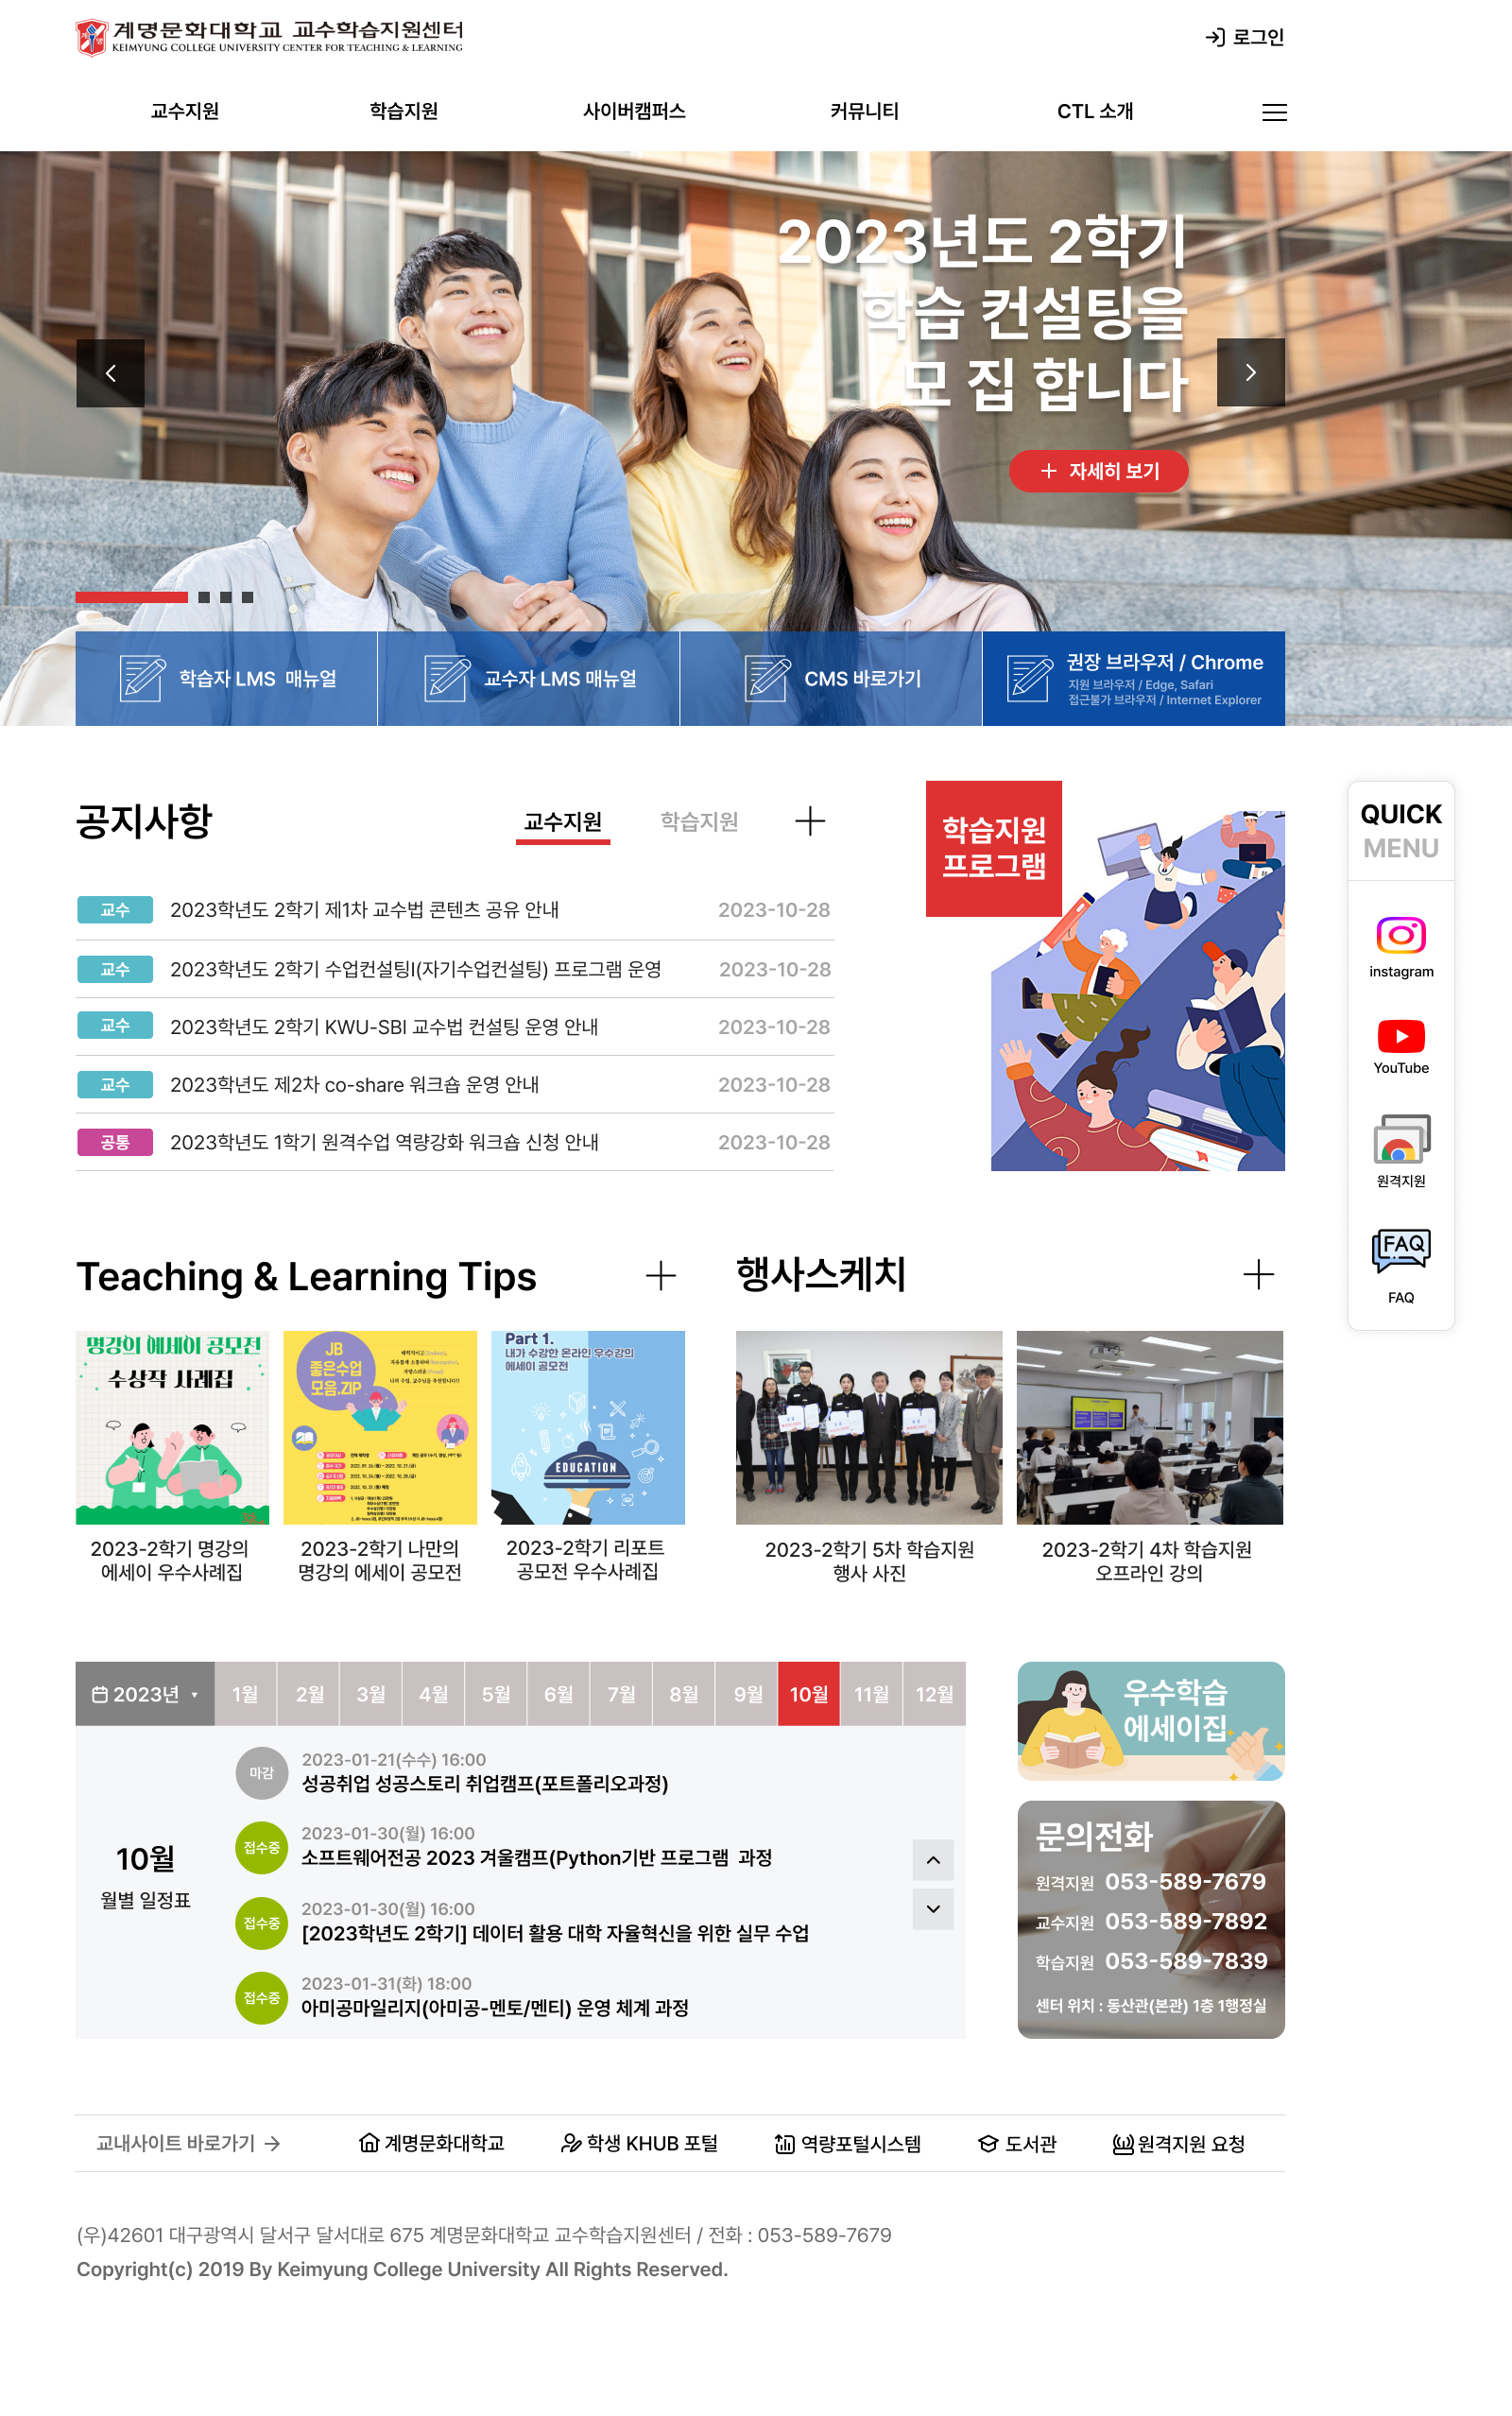 계명문화대학교 교수학습지원센터
KEIMYUNG COLLEGE UNIVERSITY CENTER FOR TEACHING & LEARNING
로그인
교수지원 학습지원 사이버캠퍼스 커뮤니티 CTL 소개
2023년도 2학기
학습 컨설팅을
모 집 합니다
자세히 보기
학습자 LMS 매뉴얼
교수자 LMS 매뉴얼
CMS 바로가기
권장 브라우저 / Chrome
지원 브라우저 / Edge, Safari
접근불가 브라우저 / Internet Explorer
공지사항
교수지원 학습지원
교수 2023학년도 2학기 제1차 교수법 콘텐츠 공유 안내 2023-10-28
교수 2023학년도 2학기 수업컨설팅I(자기수업컨설팅) 프로그램 운영 2023-10-28
교수 2023학년도 2학기 KWU-SBI 교수법 컨설팅 운영 안내 2023-10-28
교수 2023학년도 제2차 co-share 워크숍 운영 안내 2023-10-28
공통 2023학년도 1학기 원격수업 역량강화 워크숍 신청 안내 2023-10-28
학습지원
프로그램
QUICK
MENU
instagram
YouTube
원격지원
FAQ
FAQ
Teaching & Learning Tips
명강의 에세이 공모전
수상작 사례집
2023-2학기 명강의
에세이 우수사례집
JB
좋은수업
모음.ZIP
2023-2학기 나만의
명강의 에세이 공모전
Part 1.
내가 수강한 온라인 우수강의
에세이 공모전
EDUCATION
2023-2학기 리포트
공모전 우수사례집
행사스케치
2023-2학기 5차 학습지원
행사 사진
2023-2학기 4차 학습지원
오프라인 강의
2023년 ▼ 1월 2월 3월 4월 5월 6월 7월 8월 9월 10월 11월 12월
10월
월별 일정표
마감
2023-01-21(수수) 16:00
성공취업 성공스토리 취업캠프(포트폴리오과정)
접수중
2023-01-30(월) 16:00
소프트웨어전공 2023 겨울캠프(Python기반 프로그램 과정
접수중
2023-01-30(월) 16:00
[2023학년도 2학기] 데이터 활용 대학 자율혁신을 위한 실무 수업
접수중
2023-01-31(화) 18:00
아미공마일리지(아미공-멘토/멘티) 운영 체계 과정
우수학습
에세이집
문의전화
원격지원 053-589-7679
교수지원 053-589-7892
학습지원 053-589-7839
센터 위치 : 동산관(본관) 1층 1행정실
교내사이트 바로가기 → 계명문화대학교 학생 KHUB 포털 역량포털시스템 도서관 원격지원 요청
(우)42601 대구광역시 달서구 달서대로 675 계명문화대학교 교수학습지원센터 / 전화 : 053-589-7679
Copyright(c) 2019 By Keimyung College University All Rights Reserved.